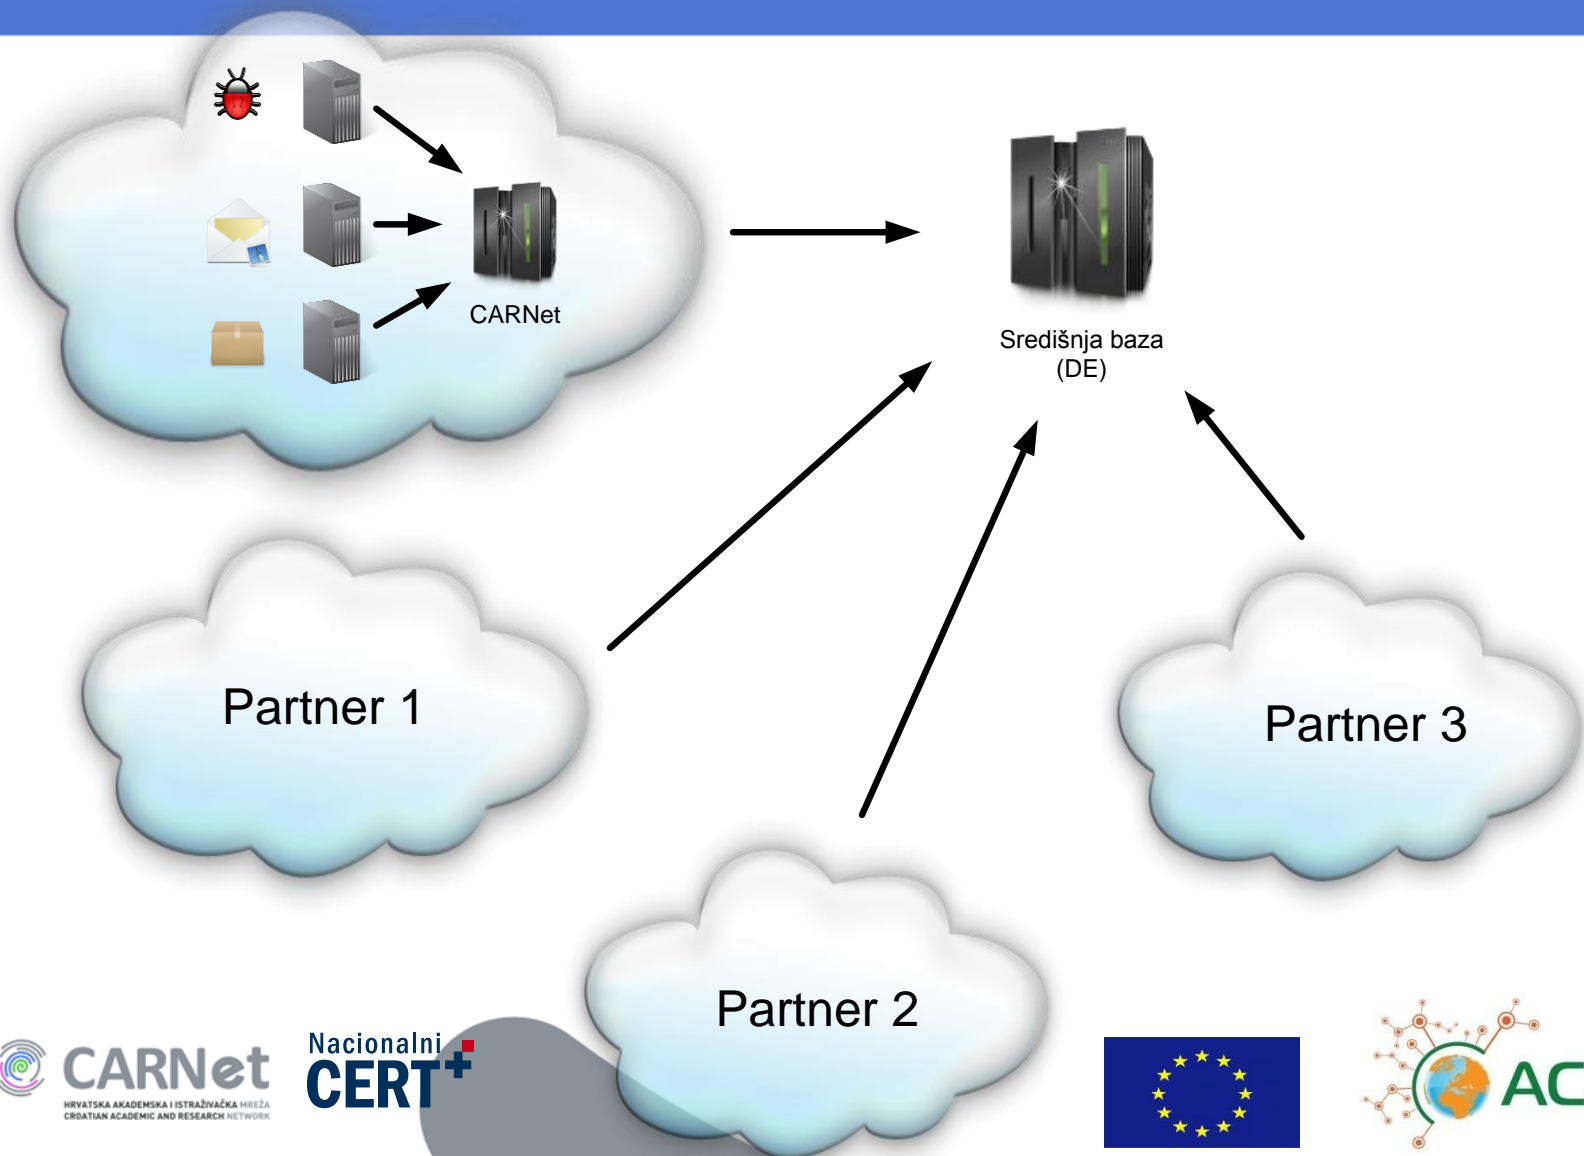 CARNet
Središnja baza
(DE)
Partner 1
Partner 3
Partner 2
CARNet
HRVATSKA AKADEMSKA I ISTRAŽIVAČKA MREŽA
CROATIAN ACADEMIC AND RESEARCH NETWORK
Nacionalni
CERT+
AC